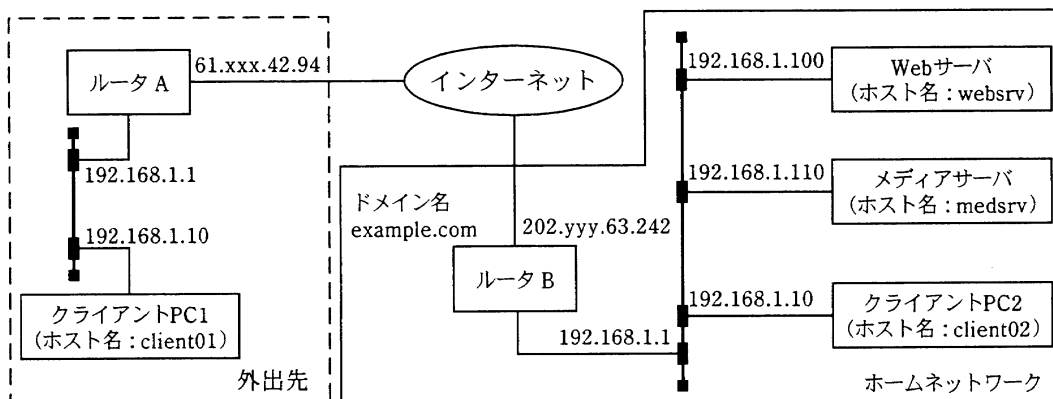 ルータ A
61.xxx.42.94
インターネット
192.168.1.1
192.168.1.10
クライアントPC1
(ホスト名:client01)
外出先
ドメイン名
example.com
202.yyy.63.242
ルータ B
192.168.1.1
192.168.1.100
Webサーバ
(ホスト名:websrv)
192.168.1.110
メディアサーバ
(ホスト名:medsrv)
192.168.1.10
クライアントPC2
(ホスト名:client02)
ホームネットワーク